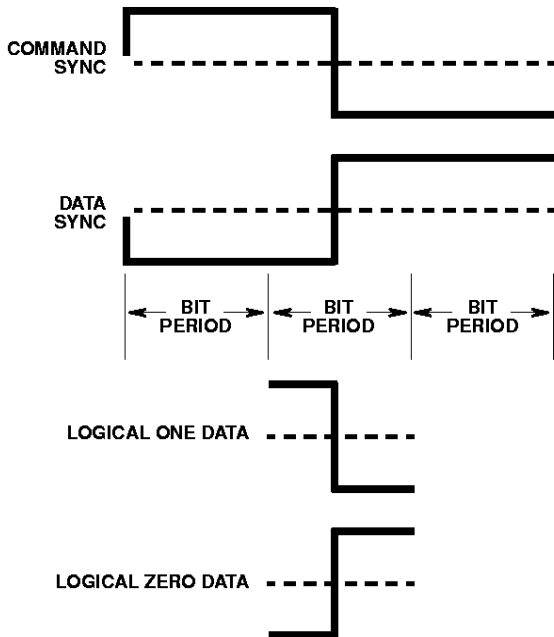 COMMAND
SYNC
DATA
SYNC
BIT
PERIOD
BIT
PERIOD
BIT
PERIOD
LOGICAL ONE DATA
LOGICAL ZERO DATA